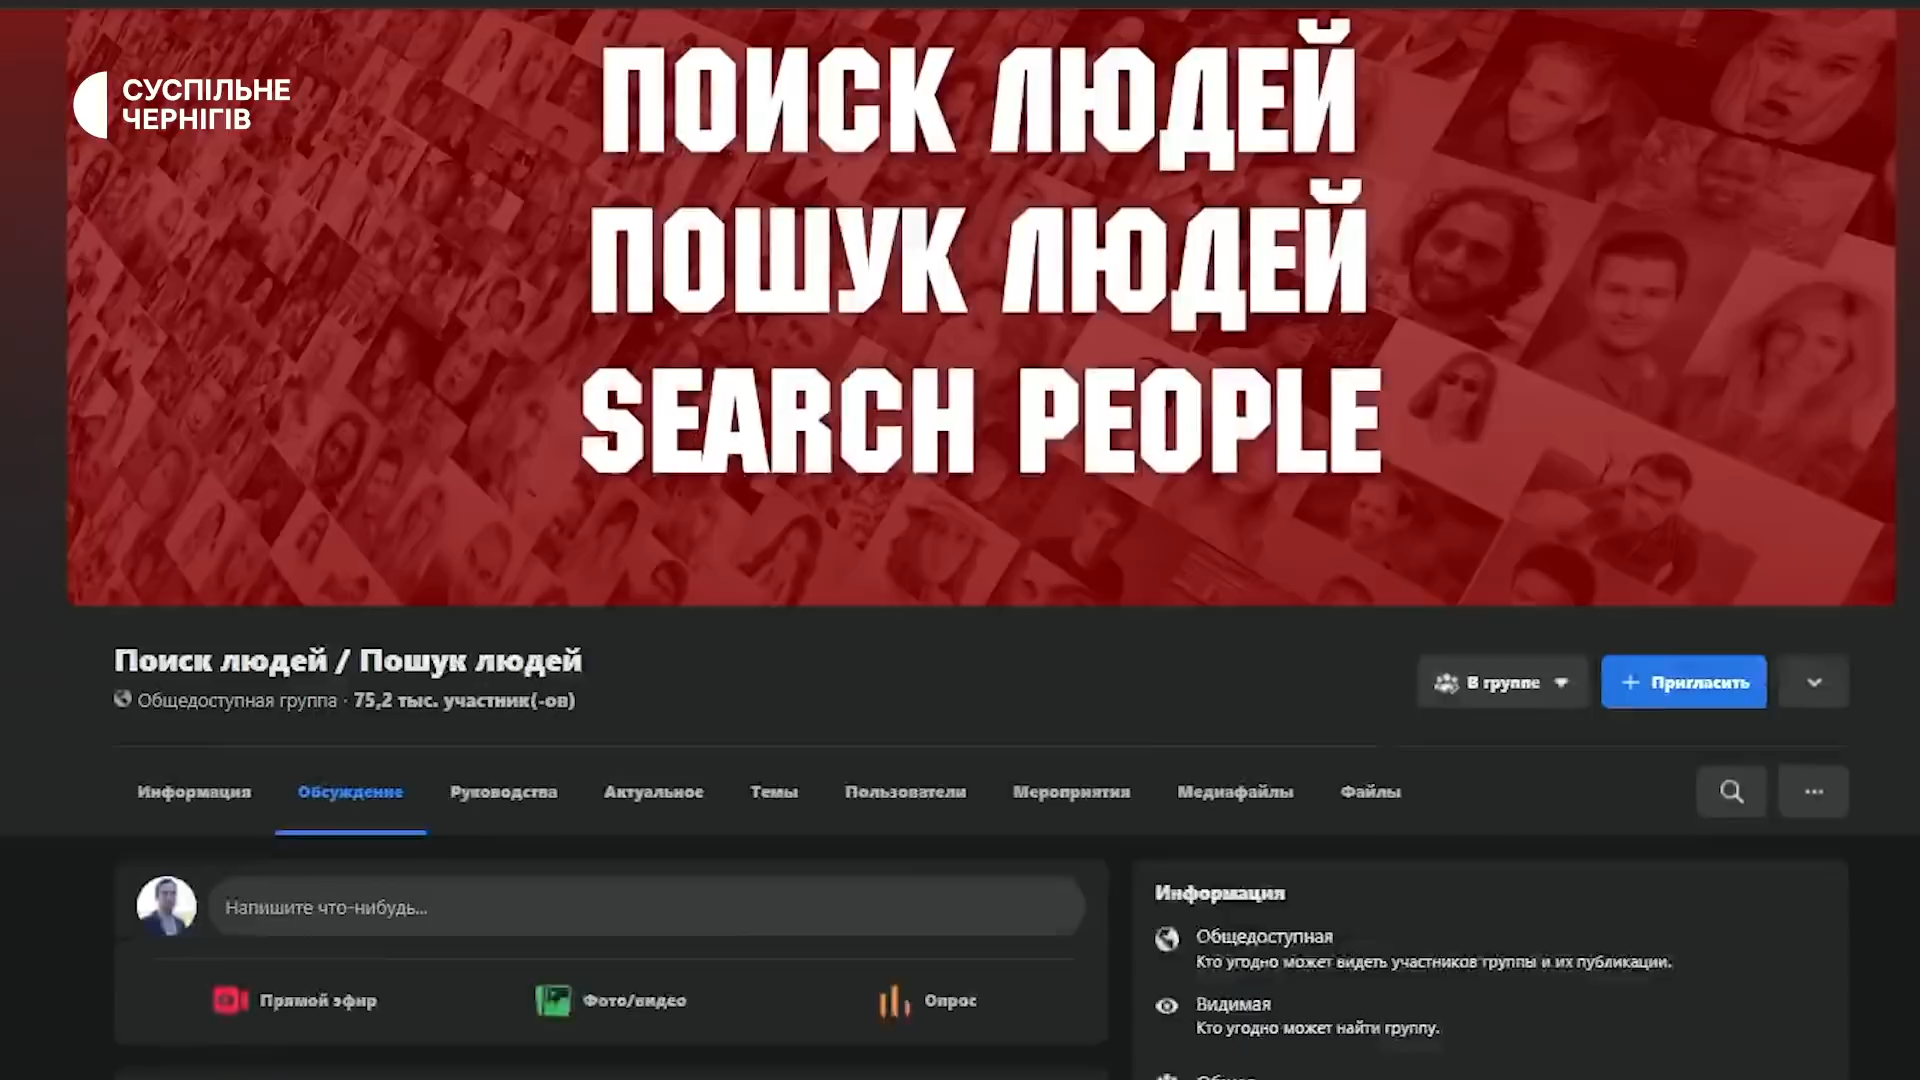 СУСПІЛЬНЕ
ЧЕРНІГІВ
ПОИСК ЛЮДЕЙ
ПОШУК ЛЮДЕЙ
SEARCH PEOPLE
Поиск людей / Пошук людей
Общедоступная группа · 75,2 тыс. участник(-ов)
В группе
+ Пригласить
Информация Обсуждение Руководства Актуальное Темы Пользователи Мероприятия Медиафайлы Файлы
Напишите что-нибудь...
Прямой эфир Фото/видео Опрос
Информация
Общедоступная
Кто угодно может видеть участников группы и их публикации.
Видимая
Кто угодно может найти группу.